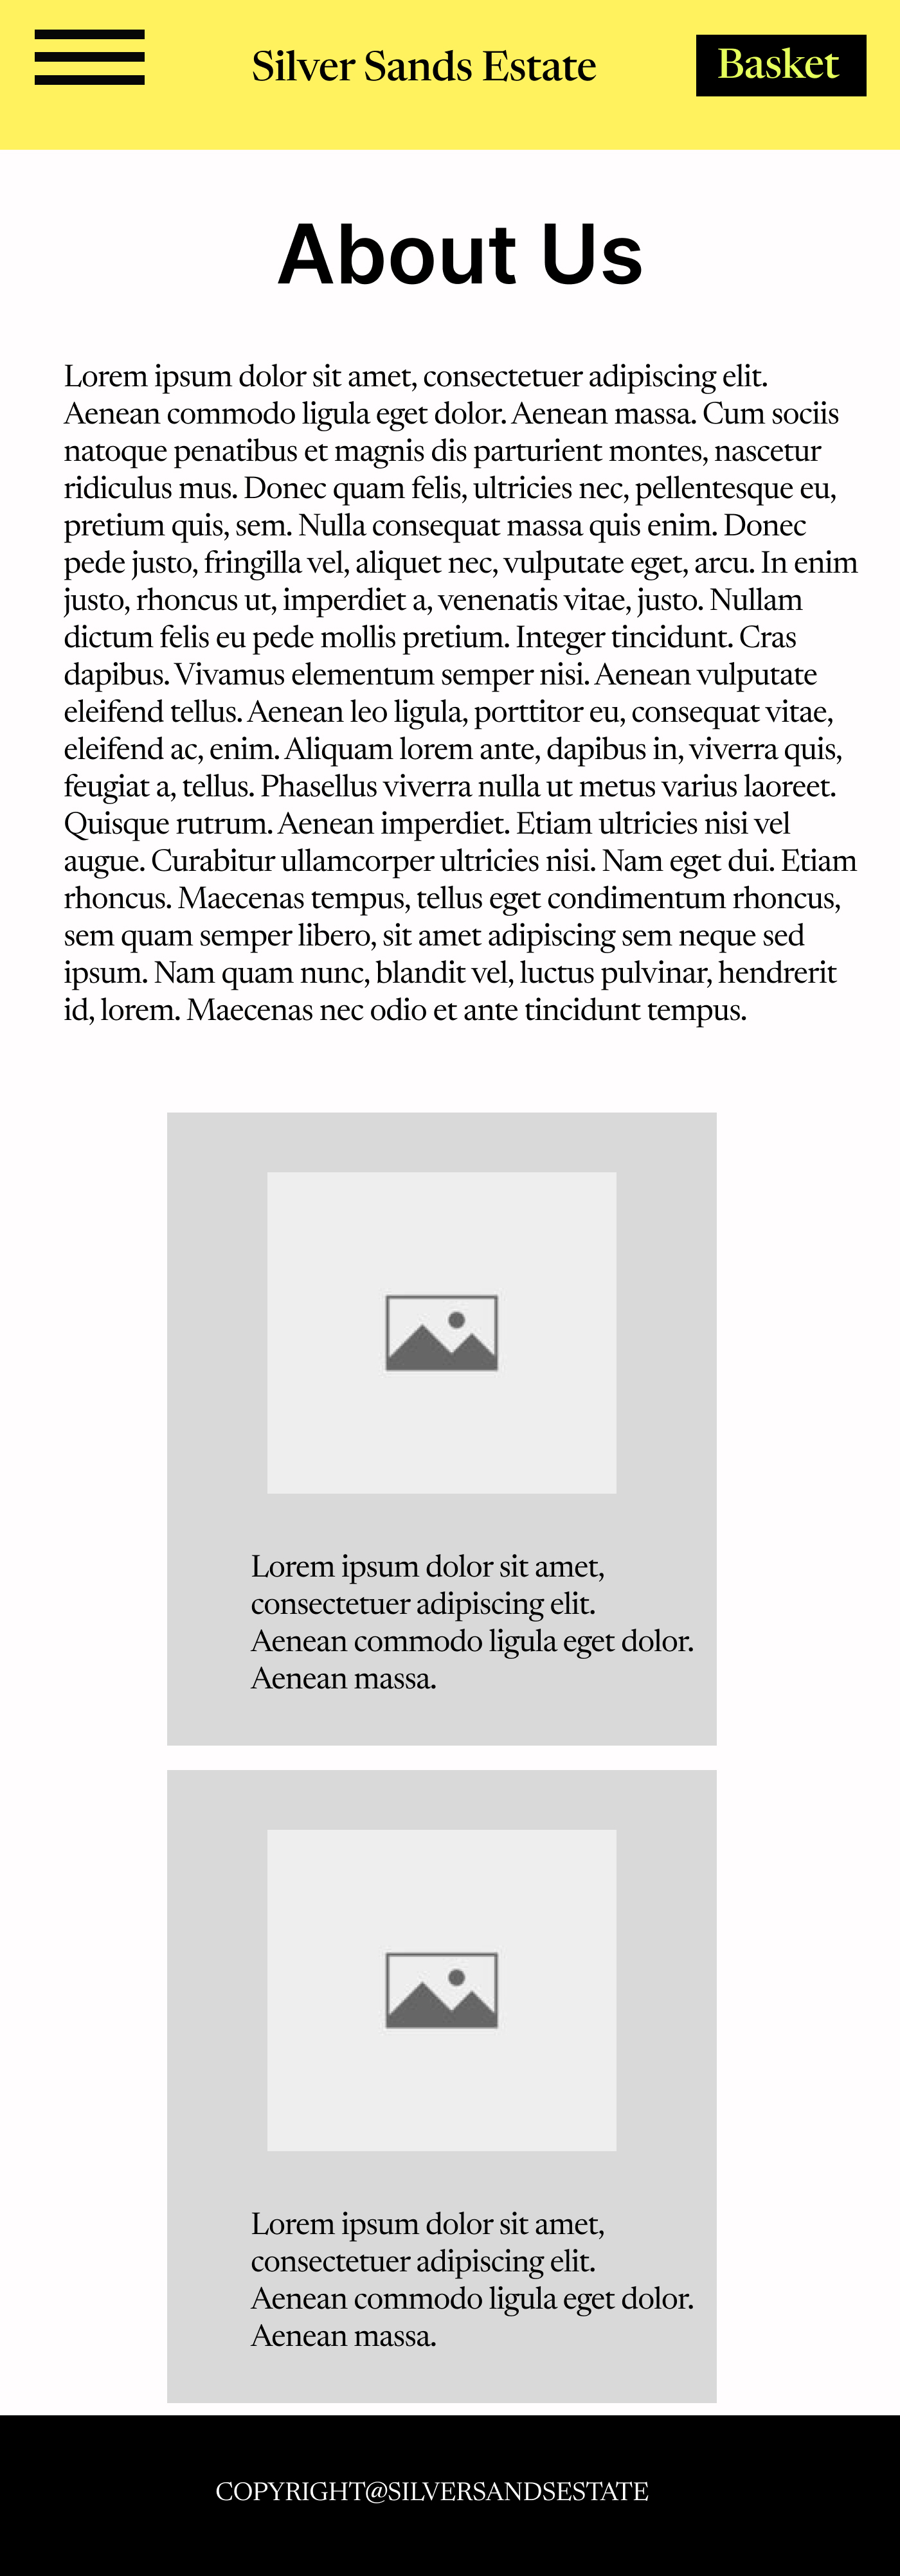 Silver Sands Estate
Basket
About Us
Lorem ipsum dolor sit amet, consectetuer adipiscing elit.
Aenean commodo ligula eget dolor. Aenean massa. Cum sociis
natoque penatibus et magnis dis parturient montes, nascetur
ridiculus mus. Donec quam felis, ultricies nec, pellentesque eu,
pretium quis, sem. Nulla consequat massa quis enim. Donec
pede justo, fringilla vel, aliquet nec, vulputate eget, arcu. In enim
justo, rhoncus ut, imperdiet a, venenatis vitae, justo. Nullam
dictum felis eu pede mollis pretium. Integer tincidunt. Cras
dapibus. Vivamus elementum semper nisi. Aenean vulputate
eleifend tellus. Aenean leo ligula, porttitor eu, consequat vitae,
eleifend ac, enim. Aliquam lorem ante, dapibus in, viverra quis,
feugiat a, tellus. Phasellus viverra nulla ut metus varius laoreet.
Quisque rutrum. Aenean imperdiet. Etiam ultricies nisi vel
augue. Curabitur ullamcorper ultricies nisi. Nam eget dui. Etiam
rhoncus. Maecenas tempus, tellus eget condimentum rhoncus,
sem quam semper libero, sit amet adipiscing sem neque sed
ipsum. Nam quam nunc, blandit vel, luctus pulvinar, hendrerit
id, lorem. Maecenas nec odio et ante tincidunt tempus.
Lorem ipsum dolor sit amet,
consectetuer adipiscing elit.
Aenean commodo ligula eget dolor.
Aenean massa.
Lorem ipsum dolor sit amet,
consectetuer adipiscing elit.
Aenean commodo ligula eget dolor.
Aenean massa.
COPYRIGHT@SILVERSANDSESTATE